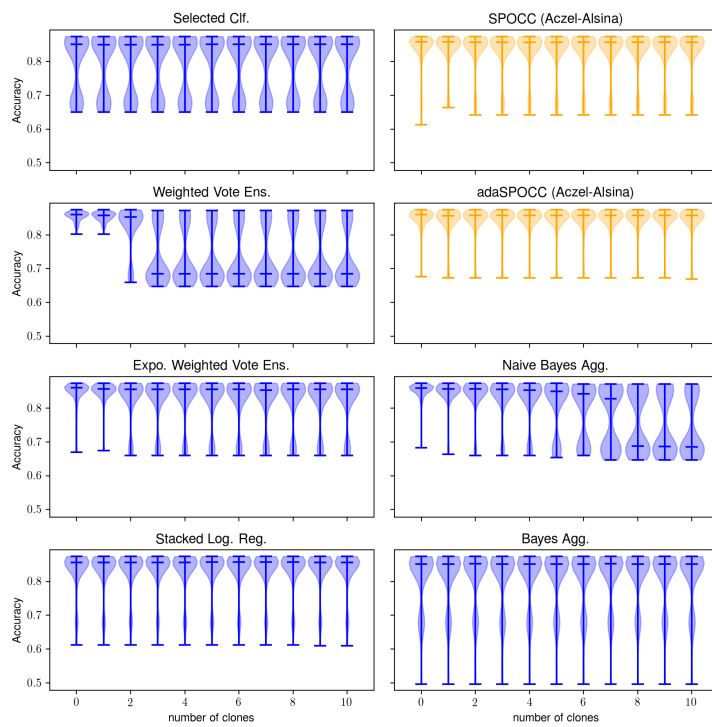 Selected Clf.
SPOCC (Aczel-Alsina)
Accuracy
0.8
0.7
0.6
0.5
Weighted Vote Ens.
adaSPOCC (Aczel-Alsina)
Accuracy
0.8
0.7
0.6
0.5
Expo. Weighted Vote Ens.
Naive Bayes Agg.
Accuracy
0.8
0.7
0.6
0.5
Stacked Log. Reg.
Bayes Agg.
Accuracy
0.8
0.7
0.6
0.5
0 2 4 6 8 10
0 2 4 6 8 10
number of clones
number of clones